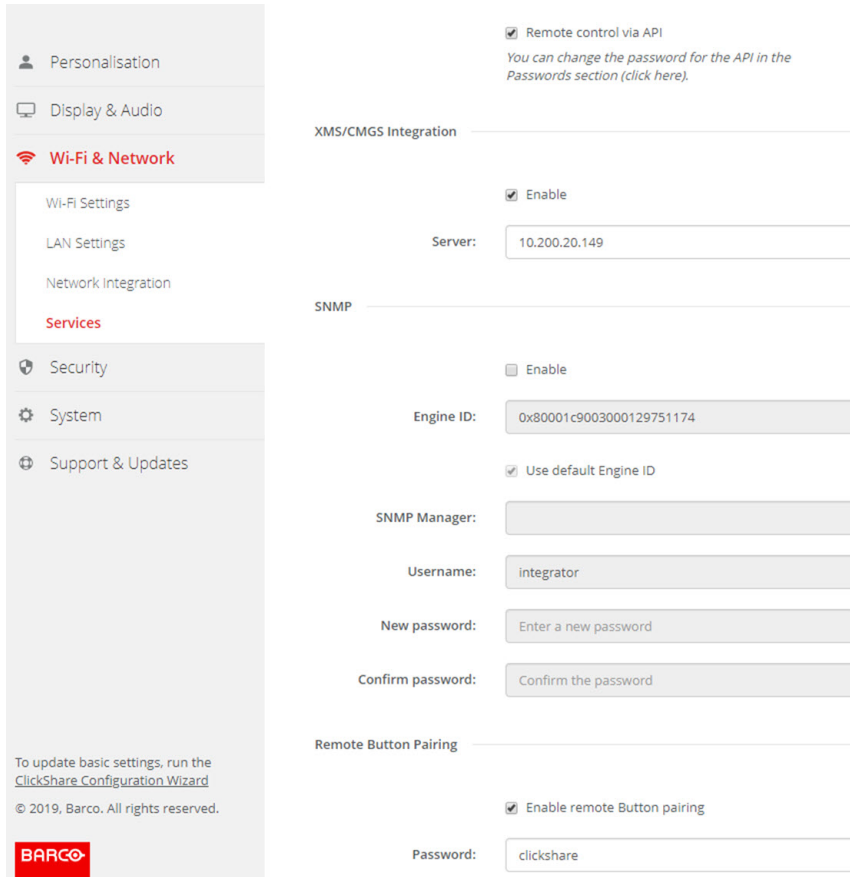 Personalisation
Display & Audio
Wi-Fi & Network
Wi-Fi Settings
LAN Settings
Network Integration
Services
Security
System
Support & Updates
To update basic settings, run the
ClickShare Configuration Wizard
© 2019, Barco. All rights reserved.
BARCO
Remote control via API
You can change the password for the API in the
Passwords section (click here).
XMS/CMGS Integration
Enable
Server: 10.200.20.149
SNMP
Enable
Engine ID: 0x80001c9003000129751174
Use default Engine ID
SNMP Manager:
Username: integrator
New password: Enter a new password
Confirm password: Confirm the password
Remote Button Pairing
Enable remote Button pairing
Password: clickshare